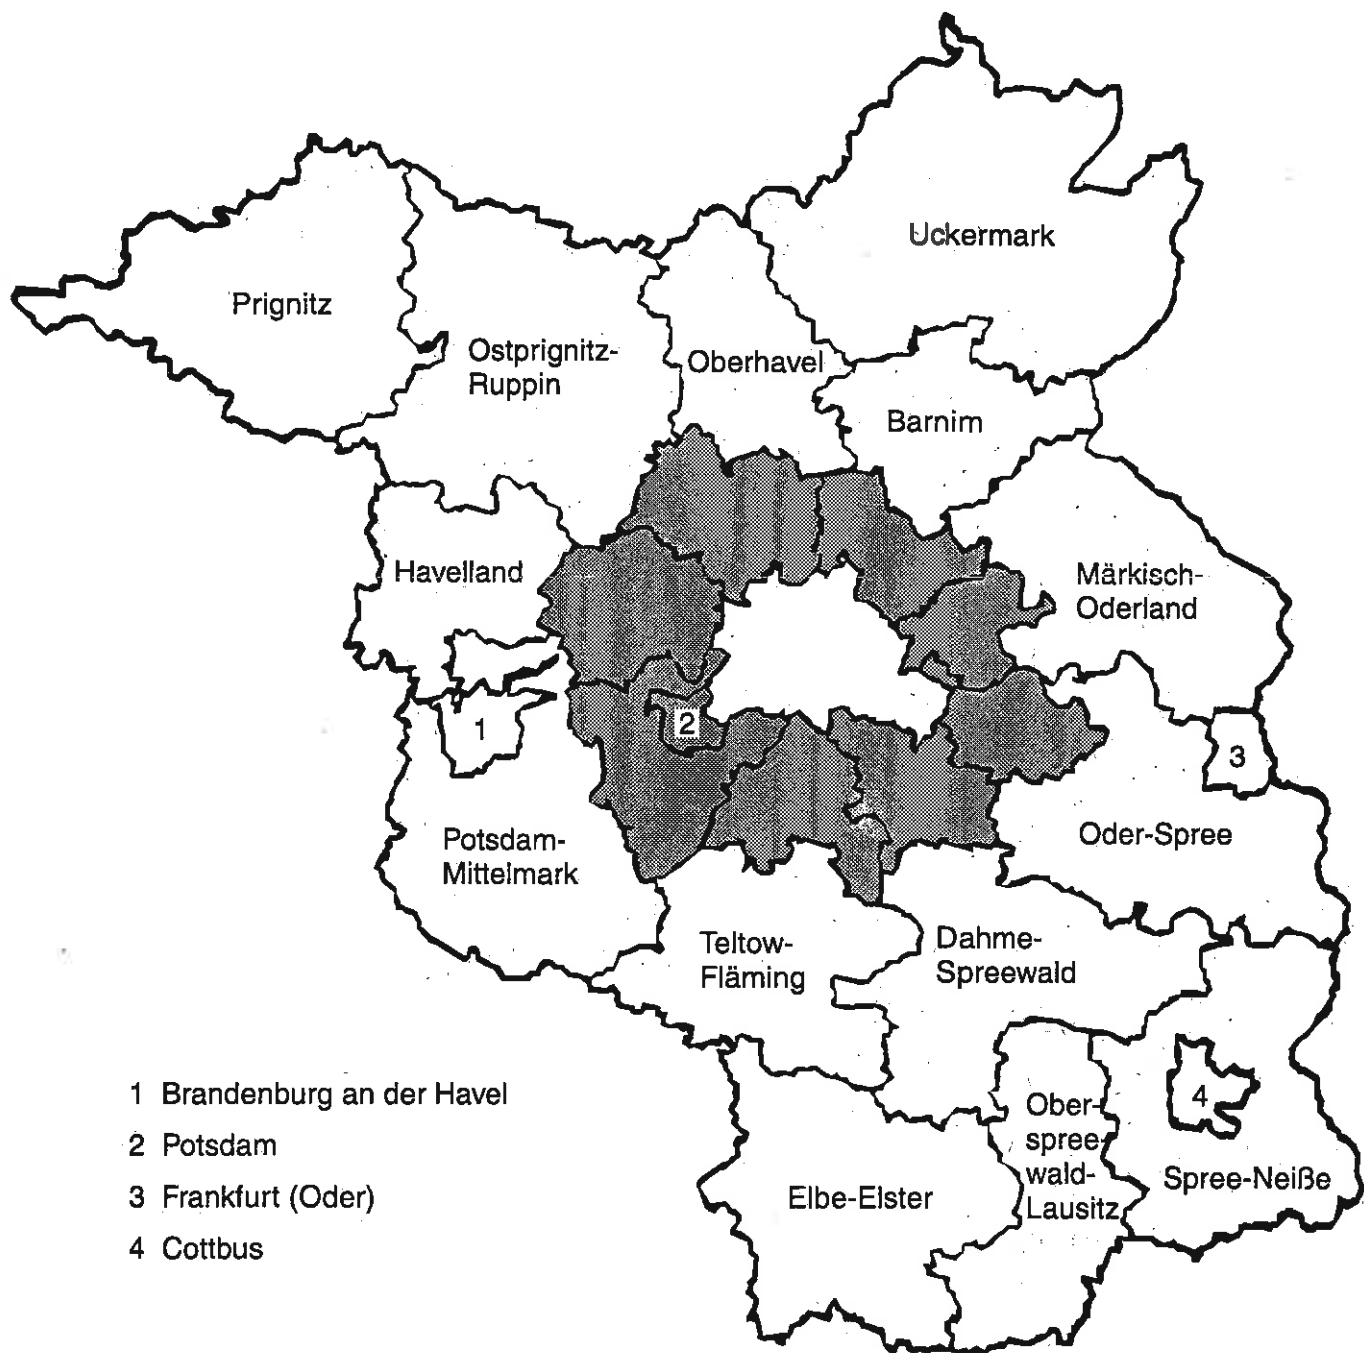 Uckermark
Prignitz
Ostprignitz-
Ruppin
Oberhavel
Barnim
Havelland
Märkisch-
Oderland
1
2
3
Potsdam-
Mittelmark
Oder-Spree
Teltow-
Fläming
Dahme-
Spreewald
4
Ober-
spree-
wald-
Lausitz
Spree-Neiße
Elbe-Elster
1 Brandenburg an der Havel
2 Potsdam
3 Frankfurt (Oder)
4 Cottbus